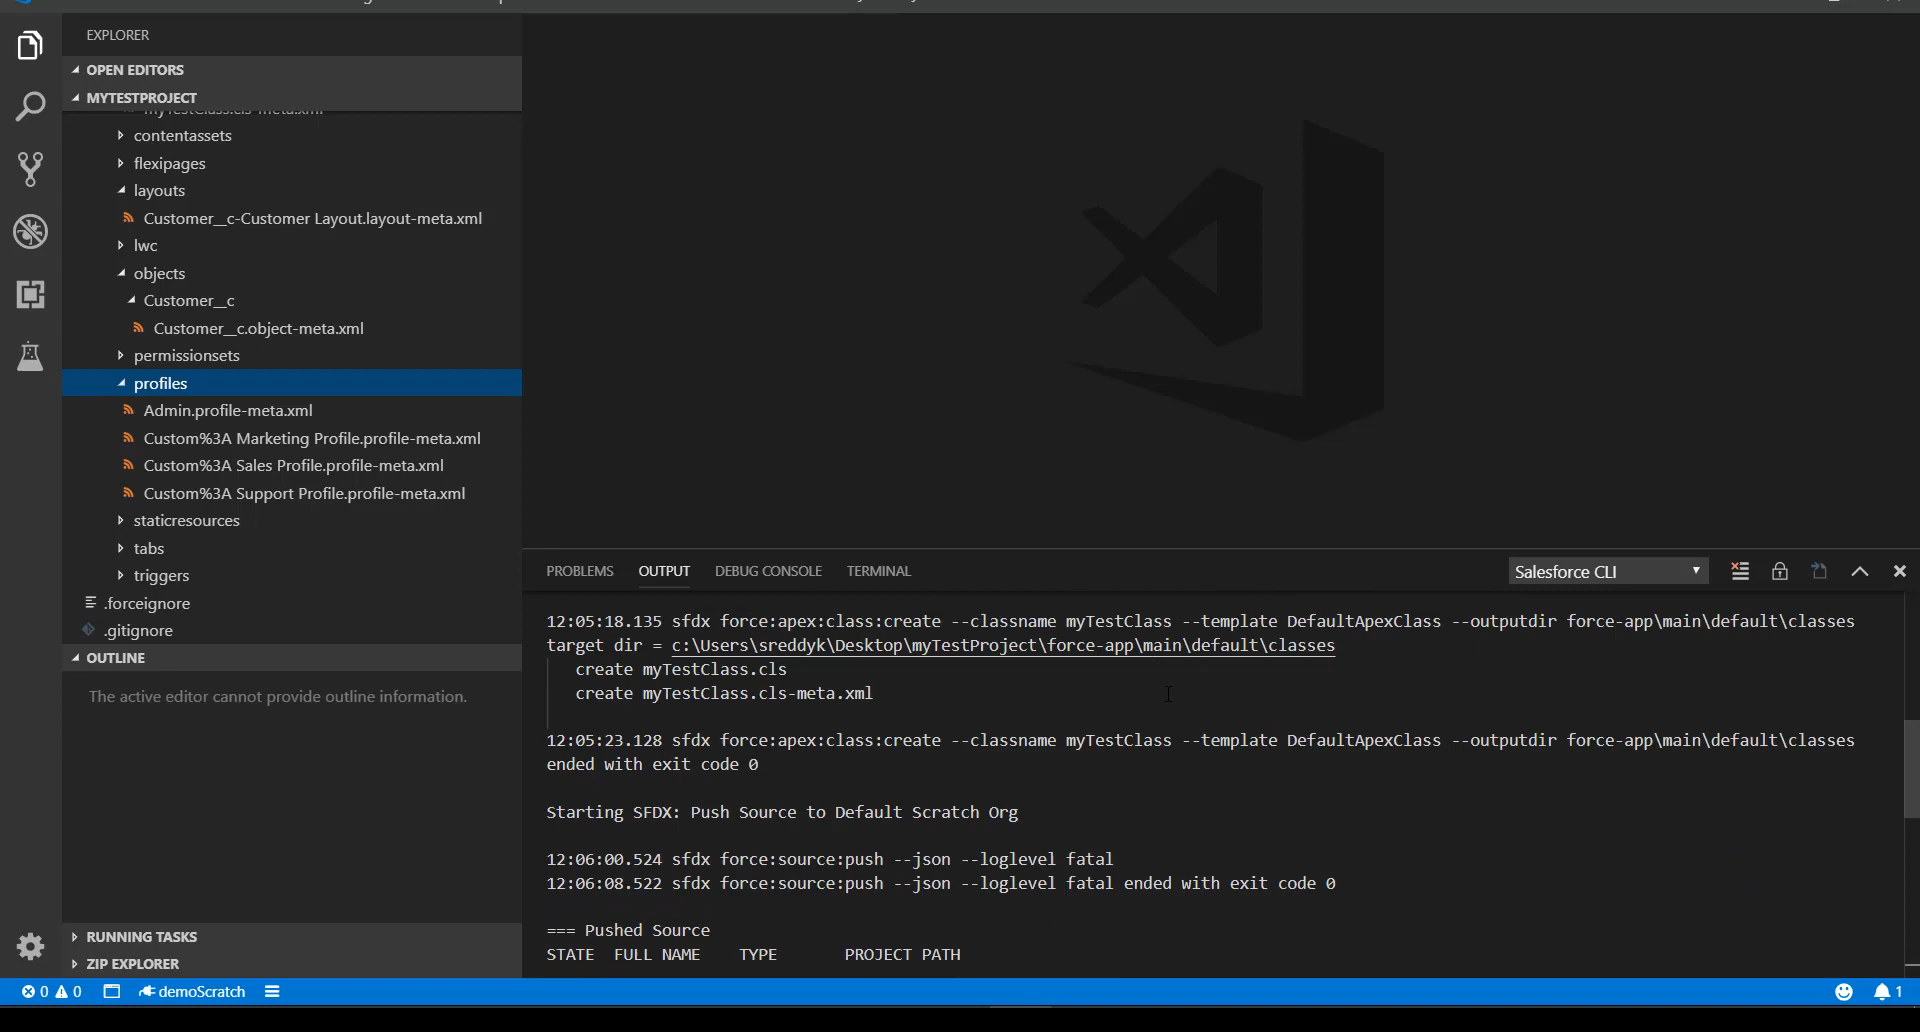 EXPLORER
OPEN EDITORS
MYTESTPROJECT
myTestClass.cls-meta.xml
contentassets
flexipages
layouts
Customer__c-Customer Layout.layout-meta.xml
lwc
objects
Customer__c
Customer__c.object-meta.xml
permissionsets
profiles
Admin.profile-meta.xml
Custom%3A Marketing Profile.profile-meta.xml
Custom%3A Sales Profile.profile-meta.xml
Custom%3A Support Profile.profile-meta.xml
staticresources
tabs
triggers
.forceignore
.gitignore
OUTLINE
The active editor cannot provide outline information.
RUNNING TASKS
ZIP EXPLORER
PROBLEMS OUTPUT DEBUG CONSOLE TERMINAL Salesforce CLI
12:05:18.135 sfdx force:apex:class:create --classname myTestClass --template DefaultApexClass --outputdir force-app\main\default\classes
target dir = c:\Users\sreddyk\Desktop\myTestProject\force-app\main\default\classes
create myTestClass.cls
create myTestClass.cls-meta.xml
12:05:23.128 sfdx force:apex:class:create --classname myTestClass --template DefaultApexClass --outputdir force-app\main\default\classes
ended with exit code 0
Starting SFDX: Push Source to Default Scratch Org
12:06:00.524 sfdx force:source:push --json --loglevel fatal
12:06:08.522 sfdx force:source:push --json --loglevel fatal ended with exit code 0
=== Pushed Source
STATE FULL NAME TYPE PROJECT PATH
0 0 demoScratch 1